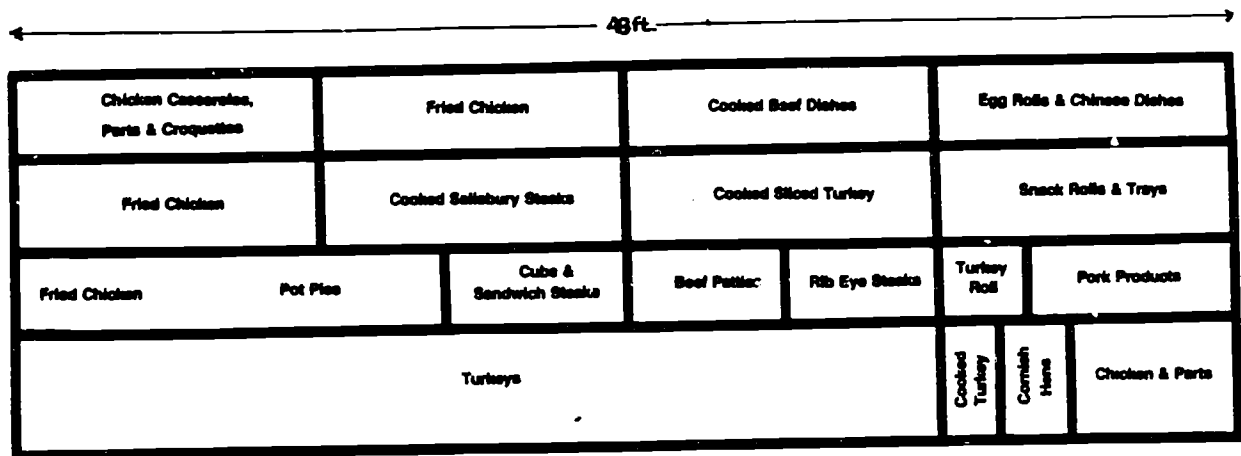 48 ft.
Chicken Casseroles,
Parts & Croquettes
Fried Chicken
Cooked Beef Dishes
Egg Rolls & Chinese Dishes
Fried Chicken
Cooked Salisbury Steaks
Cooked Sliced Turkey
Snack Rolls & Trays
Fried Chicken
Pot Pies
Cube &
Sandwich Steaks
Beef Patties
Rib Eye Steaks
Turkey
Roll
Pork Products
Turkeys
Cooked
Turkey
Cornish
Hens
Chicken & Parts